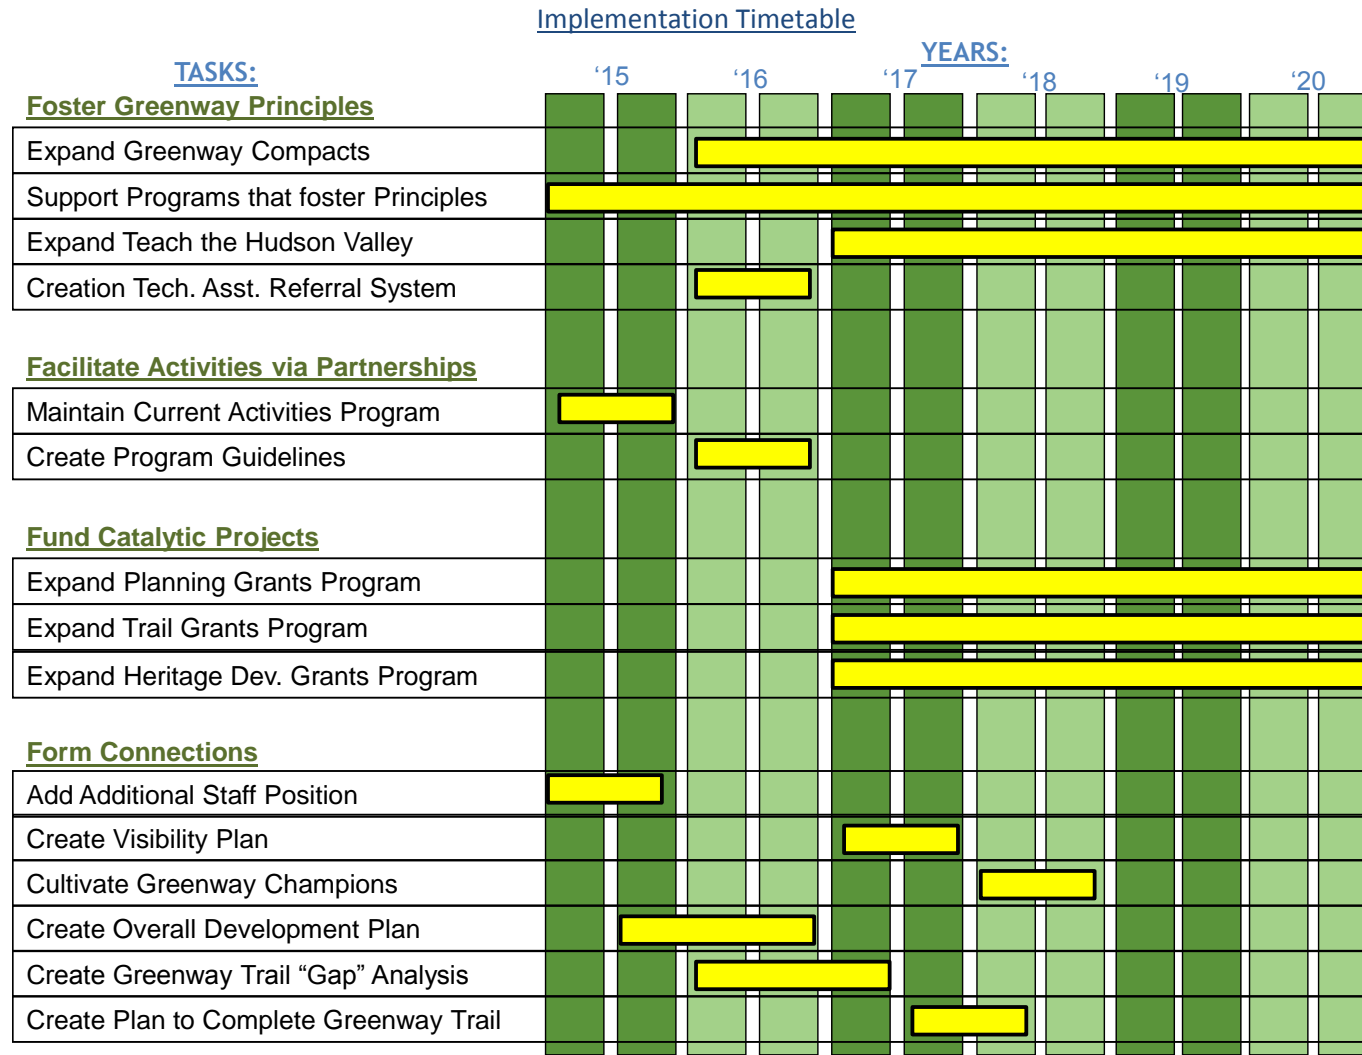 Implementation Timetable
TASKS:
YEARS:
‘15 ‘16 ‘17 ‘18 ‘19 ‘20
Foster Greenway Principles
Expand Greenway Compacts
Support Programs that foster Principles
Expand Teach the Hudson Valley
Creation Tech. Asst. Referral System
Facilitate Activities via Partnerships
Maintain Current Activities Program
Create Program Guidelines
Fund Catalytic Projects
Expand Planning Grants Program
Expand Trail Grants Program
Expand Heritage Dev. Grants Program
Form Connections
Add Additional Staff Position
Create Visibility Plan
Cultivate Greenway Champions
Create Overall Development Plan
Create Greenway Trail “Gap” Analysis
Create Plan to Complete Greenway Trail